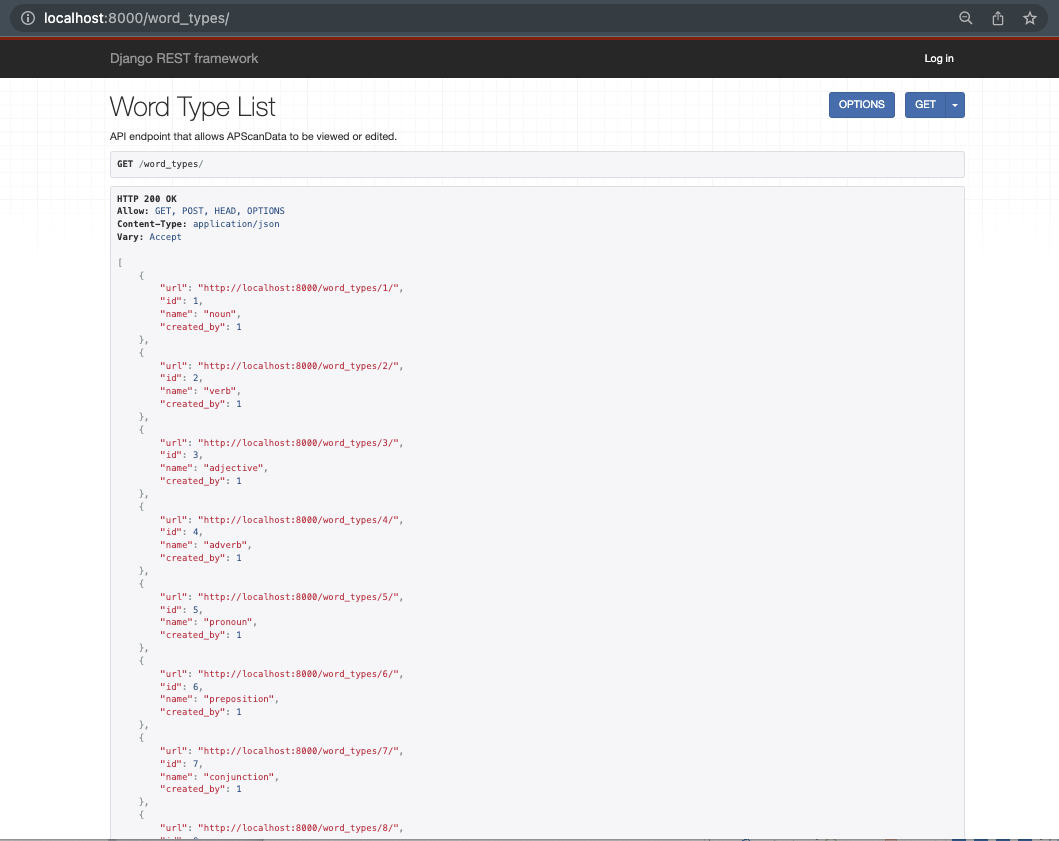 localhost:8000/word_types/
Django REST framework
Log in
Word Type List
OPTIONS
GET
API endpoint that allows APScanData to be viewed or edited.
GET /word_types/
HTTP 200 OK
Allow: GET, POST, HEAD, OPTIONS
Content-Type: application/json
Vary: Accept
[
{
"url": "http://localhost:8000/word_types/1/",
"id": 1,
"name": "noun",
"created_by": 1
},
{
"url": "http://localhost:8000/word_types/2/",
"id": 2,
"name": "verb",
"created_by": 1
},
{
"url": "http://localhost:8000/word_types/3/",
"id": 3,
"name": "adjective",
"created_by": 1
},
{
"url": "http://localhost:8000/word_types/4/",
"id": 4,
"name": "adverb",
"created_by": 1
},
{
"url": "http://localhost:8000/word_types/5/",
"id": 5,
"name": "pronoun",
"created_by": 1
},
{
"url": "http://localhost:8000/word_types/6/",
"id": 6,
"name": "preposition",
"created_by": 1
},
{
"url": "http://localhost:8000/word_types/7/",
"id": 7,
"name": "conjunction",
"created_by": 1
},
{
"url": "http://localhost:8000/word_types/8/",